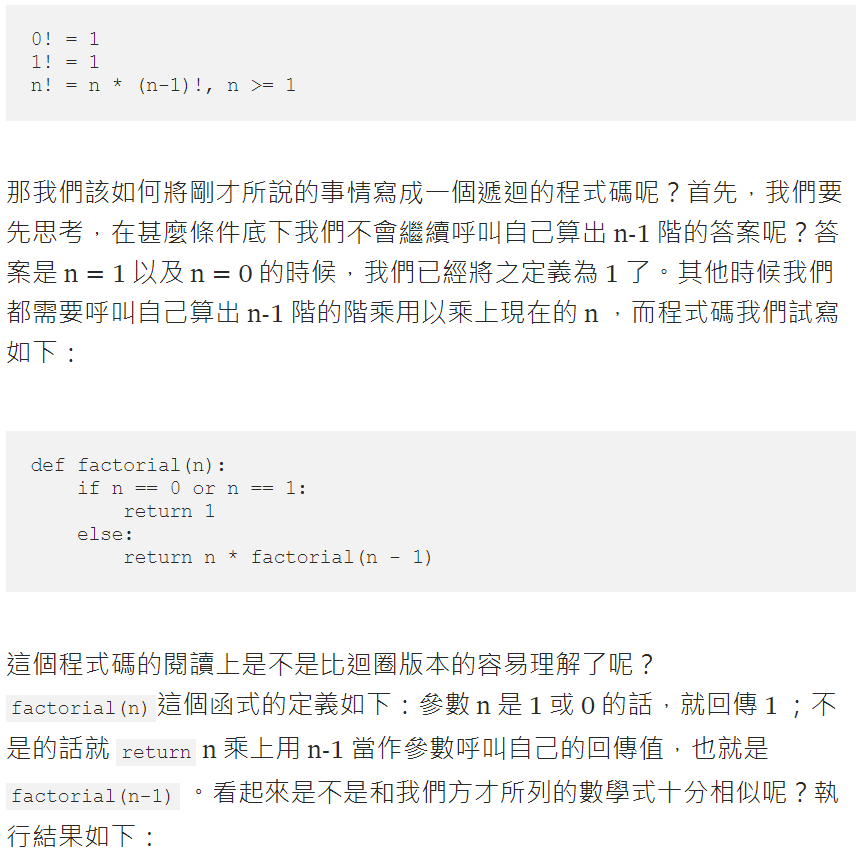 0! = 1
1! = 1
n! = n * (n-1)!, n >= 1
那我們該如何將剛才所說的事情寫成一個遞迴的程式碼呢？首先，我們要
先思考，在甚麼條件底下我們不會繼續呼叫自己算出 n-1 階的答案呢？答
案是 n = 1 以及 n = 0 的時候，我們已經將之定義為 1 了。其他時候我們
都需要呼叫自己算出 n-1 階的階乘用以乘上現在的 n ，而程式碼我們試寫
如下：
def factorial(n):
    if n == 0 or n == 1:
        return 1
    else:
        return n * factorial(n - 1)
這個程式碼的閱讀上是不是比迴圈版本的容易理解了呢？
factorial(n) 這個函式的定義如下：參數 n 是 1 或 0 的話，就回傳 1 ；不
是的話就 return n 乘上用 n-1 當作參數呼叫自己的回傳值，也就是
factorial(n-1) 。看起來是不是和我們方才所列的數學式十分相似呢？執
行結果如下：